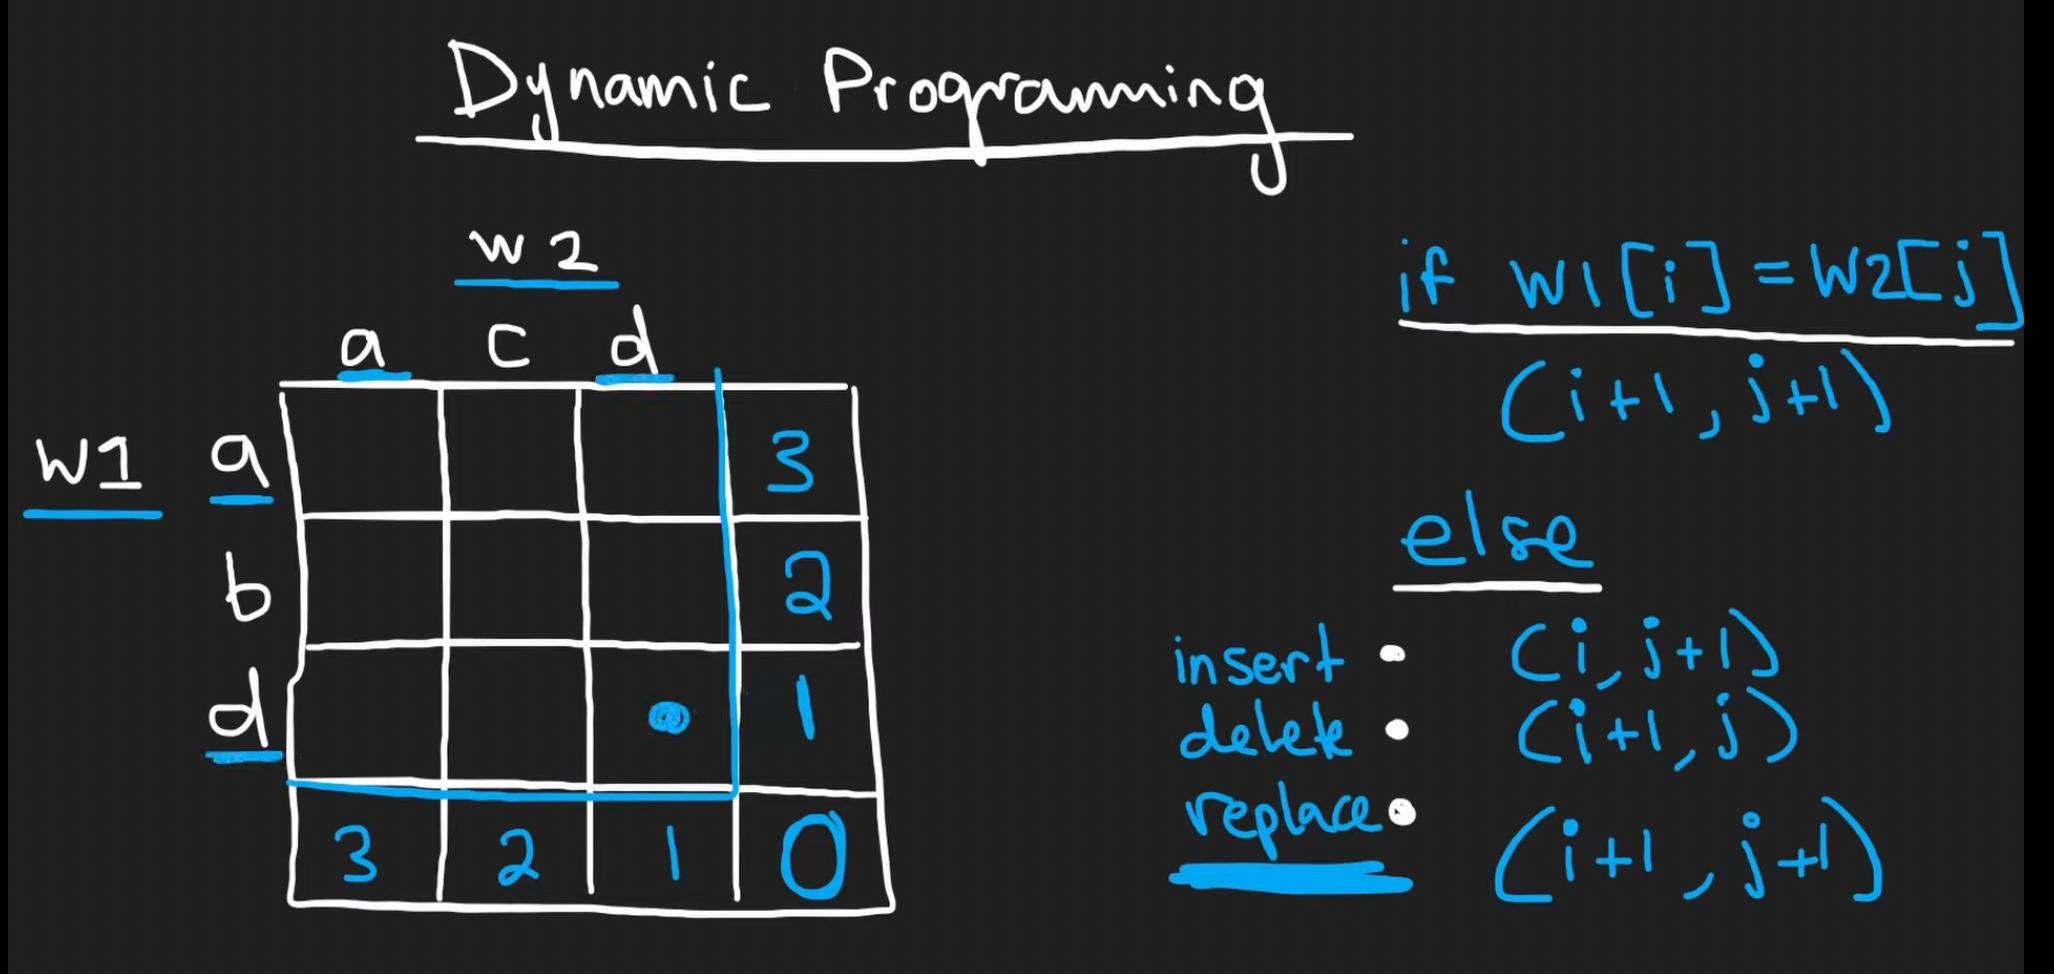 Dynamic Programming
w2
a c d
w1 a 3
b 2
d 1
3 2 1 0
if W1[i]=W2[j]
(i+1, j+1)
else
insert • (i, j+1)
delete • (i+1, j)
replace • (i+1, j+1)